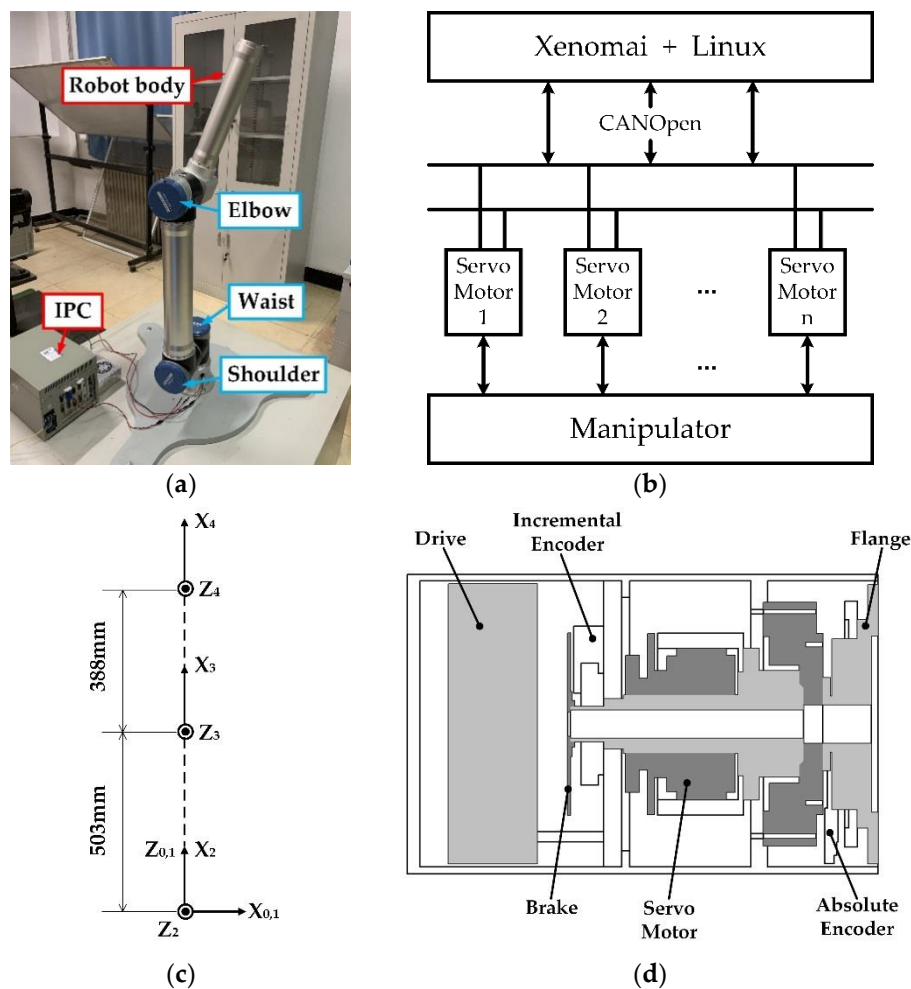 Robot body
Elbow
Waist
IPC
Shoulder
(a)
Xenomai + Linux
CANOpen
Servo
Motor
1
Servo
Motor
2
...
Servo
Motor
n
...
Manipulator
(b)
X4
Z4
388mm
X3
Z3
503mm
Z0,1 X2
X0,1
Z2
(c)
Drive
Incremental
Encoder
Flange
Brake
Servo
Motor
Absolute
Encoder
(d)